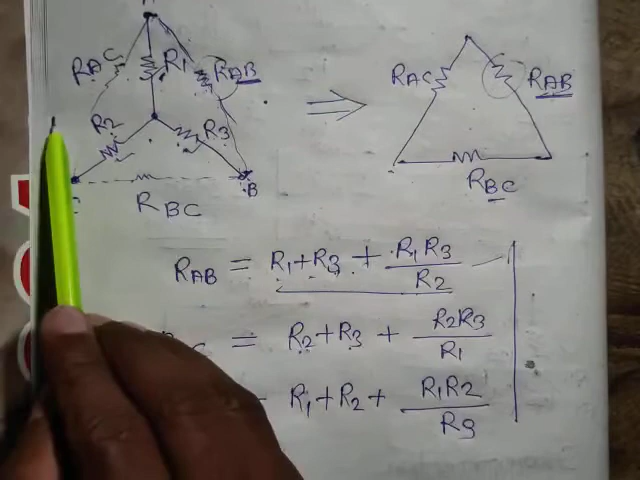 RAC R1 RAB
R2 R3
B
RBC
⇒
RAC RAB
RBC
RAB = R1+R3 + R1R3/R2
= R2+R3 + R2R3/R1
R1+R2+ R1R2/R3